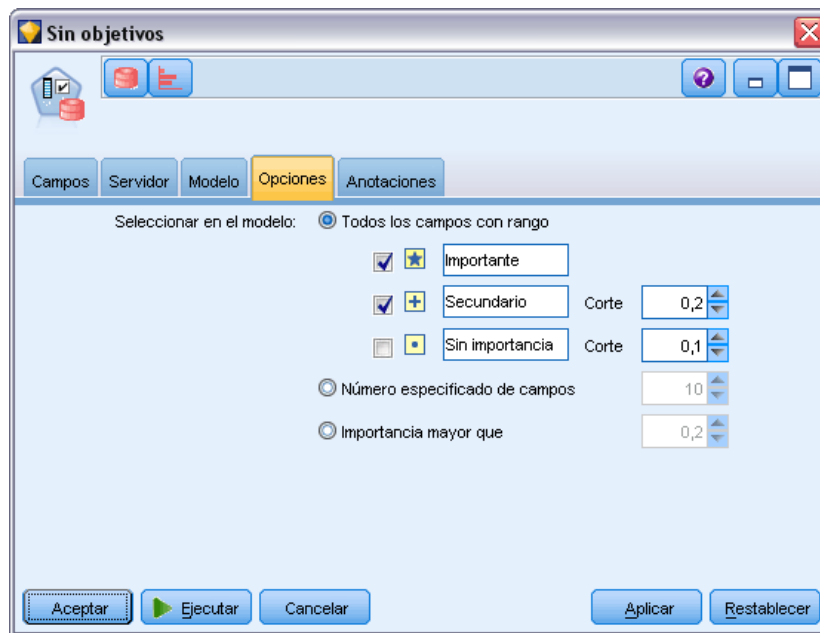 Sin objetivos
Campos Servidor Modelo Opciones Anotaciones
Seleccionar en el modelo: Todos los campos con rango
Importante
Secundario Corte 0,2
Sin importancia Corte 0,1
Número especificado de campos 10
Importancia mayor que 0,2
Aceptar Ejecutar Cancelar Aplicar Restablecer